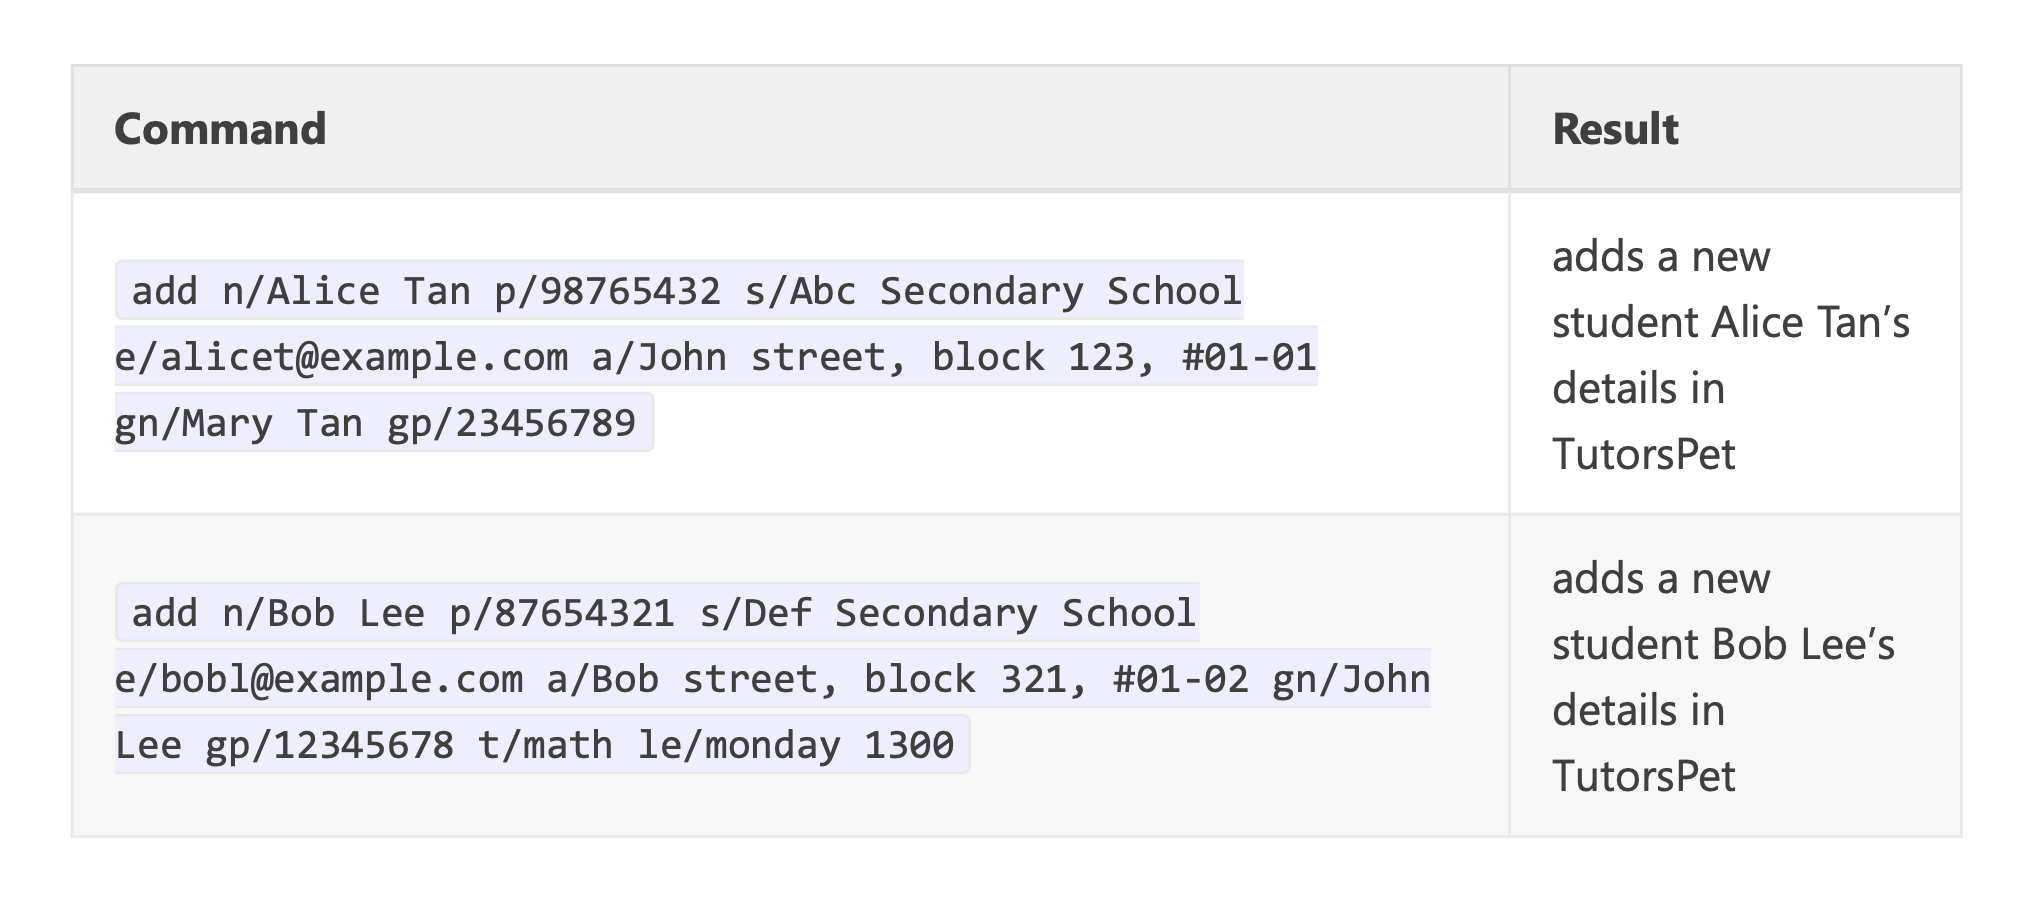 Command
Result
add n/Alice Tan p/98765432 s/Abc Secondary School
e/alicet@example.com a/John street, block 123, #01-01
gn/Mary Tan gp/23456789
adds a new
student Alice Tan’s
details in
TutorsPet
add n/Bob Lee p/87654321 s/Def Secondary School
e/bobl@example.com a/Bob street, block 321, #01-02 gn/John
Lee gp/12345678 t/math le/monday 1300
adds a new
student Bob Lee’s
details in
TutorsPet